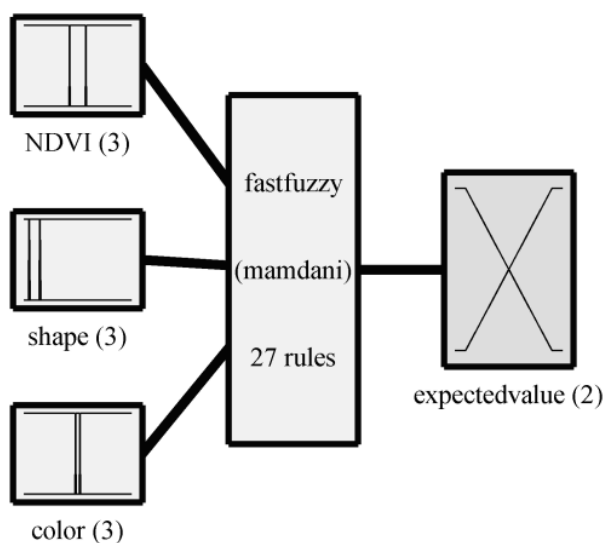 NDVI (3)
shape (3)
color (3)
fastfuzzy
(mamdani)
27 rules
expectedvalue (2)